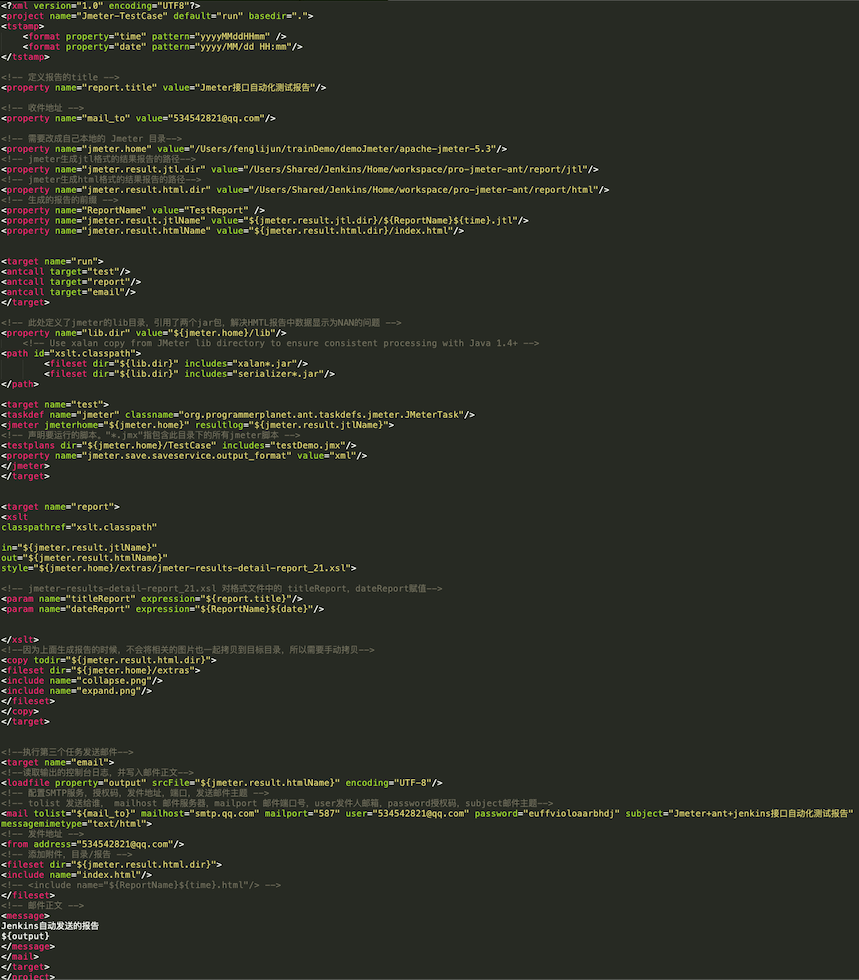 <?xml version="1.0" encoding="UTF8"?>
<project name="Jmeter-TestCase" default="run" basedir=".">
<tstamp>
<format property="time" pattern="yyyyMMddHHmm" />
<format property="date" pattern="yyyy/MM/dd HH:mm"/>
</tstamp>
<!-- 定义报告的title -->
<property name="report.title" value="Jmeter接口自动化测试报告"/>
<!-- 收件地址 -->
<property name="mail_to" value="534542821@qq.com"/>
<!-- 需要改成自己本地的 Jmeter 目录-->
<property name="jmeter.home" value="/Users/fenglijun/trainDemo/demoJmeter/apache-jmeter-5.3"/>
<!-- jmeter生成jtl格式的结果报告的路径-->
<property name="jmeter.result.jtl.dir" value="/Users/Shared/Jenkins/Home/workspace/pro-jmeter-ant/report/jtl"/>
<!-- jmeter生成html格式的结果报告的路径-->
<property name="jmeter.result.html.dir" value="/Users/Shared/Jenkins/Home/workspace/pro-jmeter-ant/report/html"/>
<!-- 生成的报告的前缀 -->
<property name="ReportName" value="TestReport" />
<property name="jmeter.result.jtlName" value="${jmeter.result.jtl.dir}/${ReportName}${time}.jtl"/>
<property name="jmeter.result.htmlName" value="${jmeter.result.html.dir}/index.html"/>
<target name="run">
<antcall target="test"/>
<antcall target="report"/>
<antcall target="email"/>
</target>
<!-- 此处定义了jmeter的lib目录，引用了两个jar包，解决HMTL报告中数据显示为NAN的问题 -->
<property name="lib.dir" value="${jmeter.home}/lib"/>
<!-- Use xalan copy from JMeter lib directory to ensure consistent processing with Java 1.4+ -->
<path id="xslt.classpath">
<fileset dir="${lib.dir}" includes="xalan*.jar"/>
<fileset dir="${lib.dir}" includes="serializer*.jar"/>
</path>
<target name="test">
<taskdef name="jmeter" classname="org.programmerplanet.ant.taskdefs.jmeter.JMeterTask"/>
<jmeter jmeterhome="${jmeter.home}" resultlog="${jmeter.result.jtlName}">
<!-- 声明要运行的脚本。"*.jmx"指包含此目录下的所有jmeter脚本 -->
<testplans dir="${jmeter.home}/TestCase" includes="testDemo.jmx"/>
<property name="jmeter.save.saveservice.output_format" value="xml"/>
</jmeter>
</target>
<target name="report">
<xslt
classpathref="xslt.classpath"
in="${jmeter.result.jtlName}"
out="${jmeter.result.htmlName}"
style="${jmeter.home}/extras/jmeter-results-detail-report_21.xsl">
<!-- jmeter-results-detail-report_21.xsl 对格式文件中的 titleReport，dateReport赋值-->
<param name="titleReport" expression="${report.title}"/>
<param name="dateReport" expression="${ReportName}${date}"/>
</xslt>
<!--因为上面生成报告的时候，不会将相关的图片也一起拷贝到目标目录，所以需要手动拷贝-->
<copy todir="${jmeter.result.html.dir}">
<fileset dir="${jmeter.home}/extras">
<include name="collapse.png"/>
<include name="expand.png"/>
</fileset>
</copy>
</target>
<!--执行第三个任务发送邮件-->
<target name="email">
<!--读取输出的控制台日志，并写入邮件正文-->
<loadfile property="output" srcFile="${jmeter.result.htmlName}" encoding="UTF-8"/>
<!-- 配置SMTP服务，授权码，发件地址，端口，发送邮件主题 -->
<!-- tolist 发送给谁， mailhost 邮件服务器，mailport 邮件端口号，user发件人邮箱，password授权码，subject邮件主题-->
<mail tolist="${mail_to}" mailhost="smtp.qq.com" mailport="587" user="534542821@qq.com" password="euffvioloaarbhdj" subject="Jmeter+ant+jenkins接口自动化测试报告"
messagemimetype="text/html">
<!-- 发件地址 -->
<from address="534542821@qq.com"/>
<!-- 添加附件，目录/报告 -->
<fileset dir="${jmeter.result.html.dir}">
<include name="index.html"/>
<!-- <include name="${ReportName}${time}.html"/> -->
</fileset>
<!-- 邮件正文 -->
<message>
Jenkins自动发送的报告
${output}
</message>
</mail>
</target>
</project>